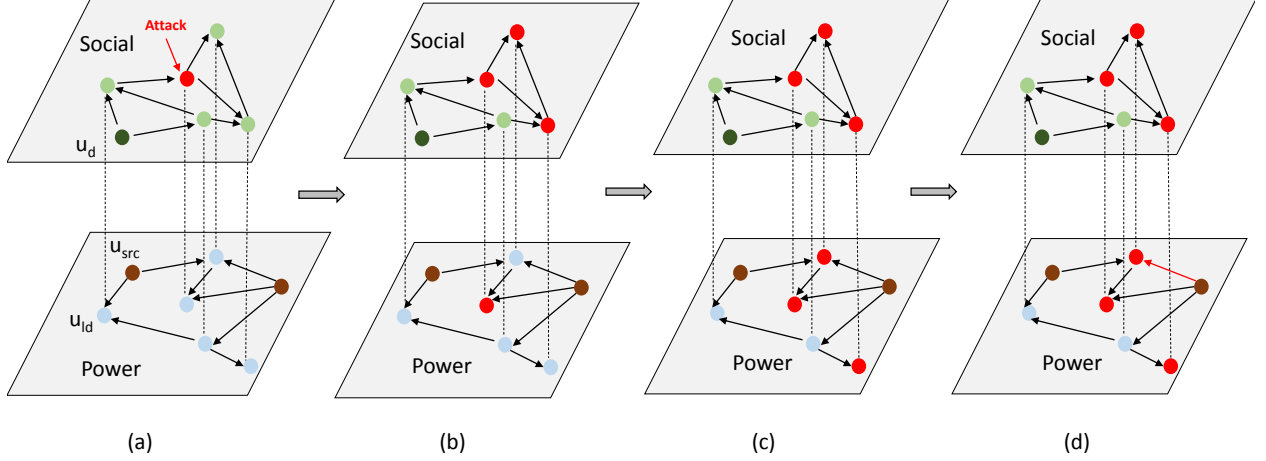 Attack
Social
u_d
u_src
u_ld
Power
(a)
Social
Power
(b)
Social
Power
(c)
Social
Power
(d)